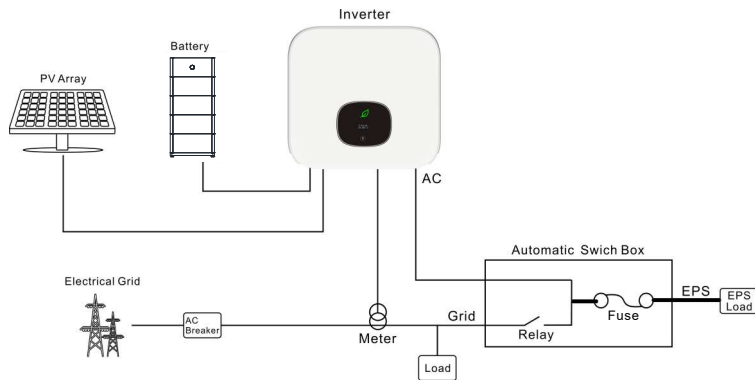 Inverter
Battery
PV Array
AC
Automatic Swich Box
Electrical Grid
AC
Breaker
Meter
Grid
Load
Relay
Fuse
EPS
EPS
Load